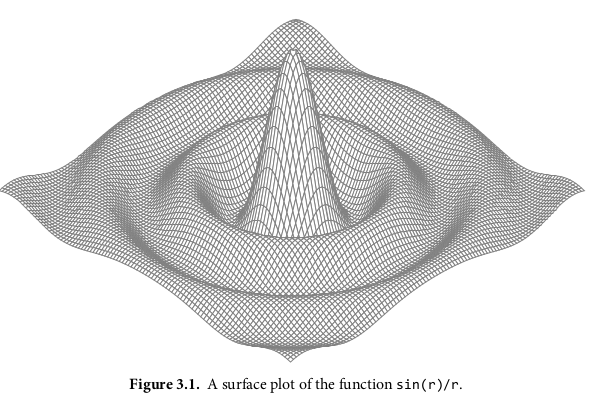 Figure 3.1. A surface plot of the function sin(r)/r.